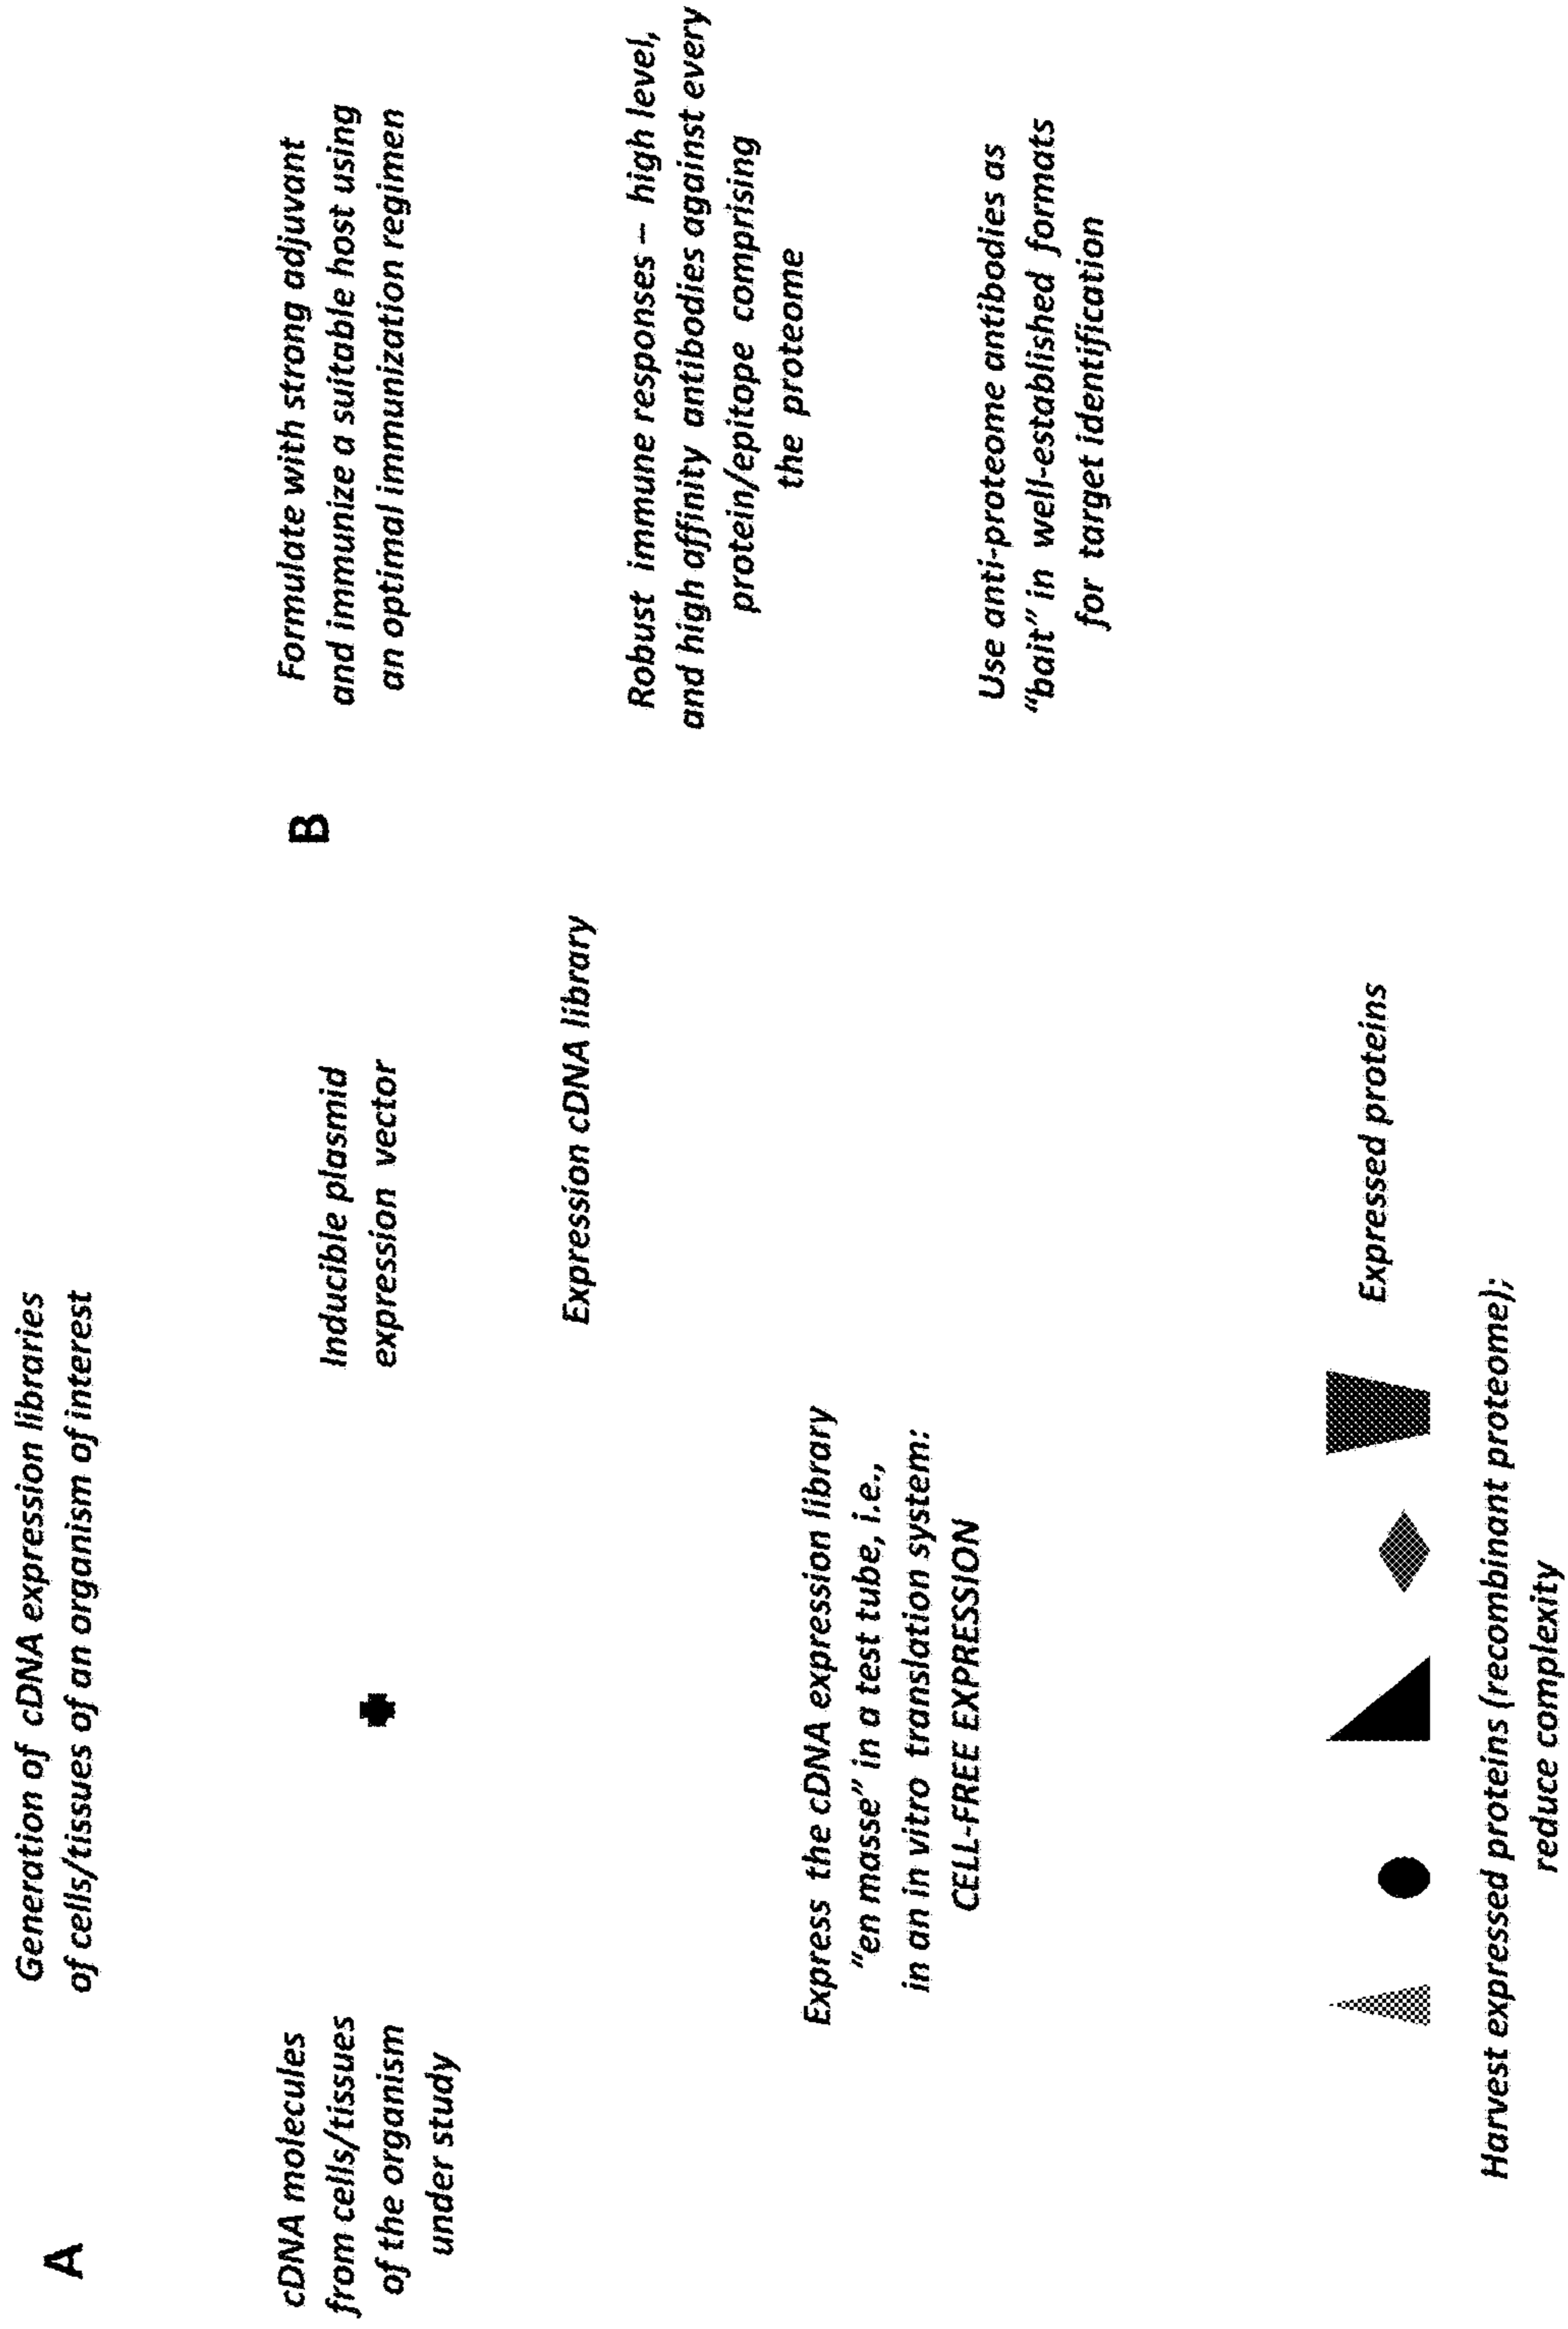 A
Generation of cDNA expression libraries
of cells/tissues of an organism of interest
cDNA molecules
from cells/tissues
of the organism
under study
Inducible plasmid
expression vector
Expression cDNA library
Express the cDNA expression library
"en masse" in a test tube, i.e.,
in an in vitro translation system:
CELL-FREE EXPRESSION
Expressed proteins
Harvest expressed proteins (recombinant proteome);
reduce complexity
B
Formulate with strong adjuvant
and immunize a suitable host using
an optimal immunization regimen
Robust immune responses – high level,
and high affinity antibodies against every
protein/epitope comprising
the proteome
Use anti-proteome antibodies as
"bait" in well-established formats
for target identification